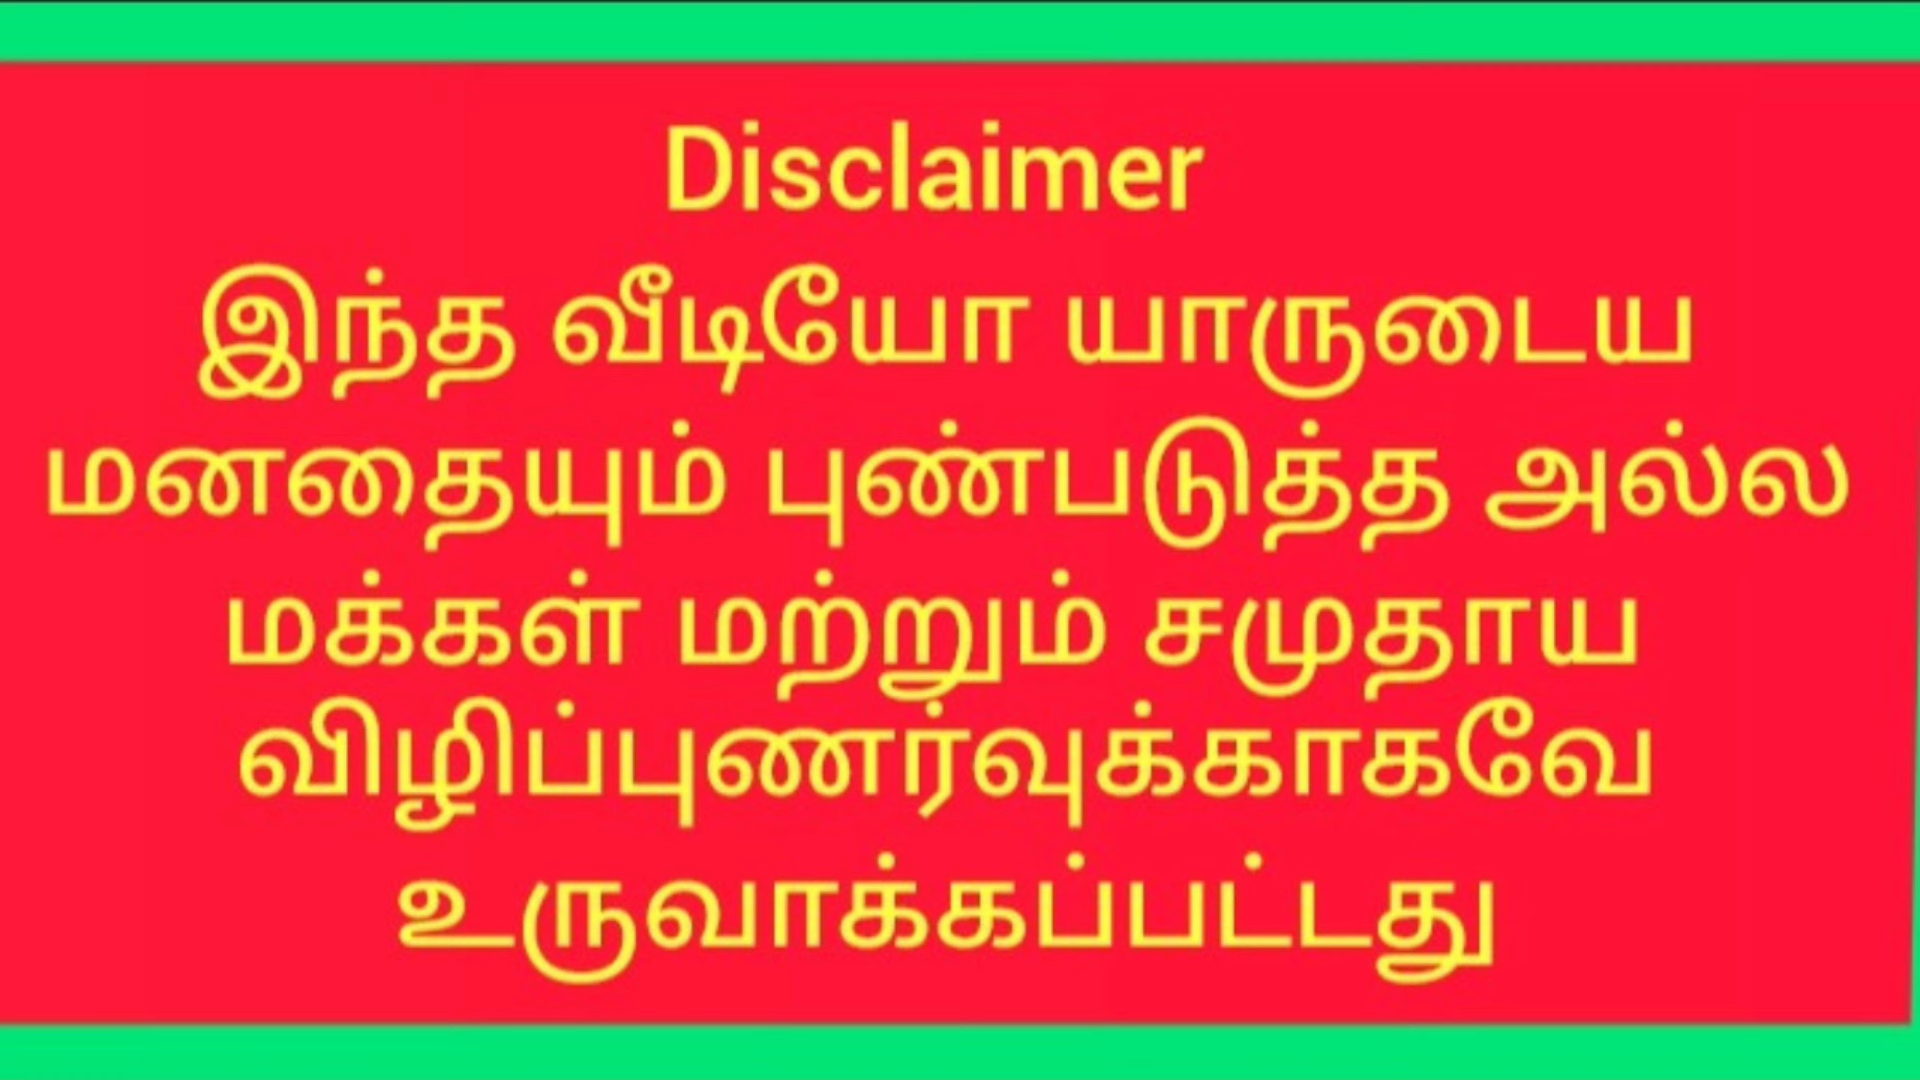 Disclaimer
இந்த வீடியோ யாருடைய
மனதையும் புண்படுத்த அல்ல
மக்கள் மற்றும் சமுதாய
விழிப்புணர்வுக்காகவே
உருவாக்கப்பட்டது